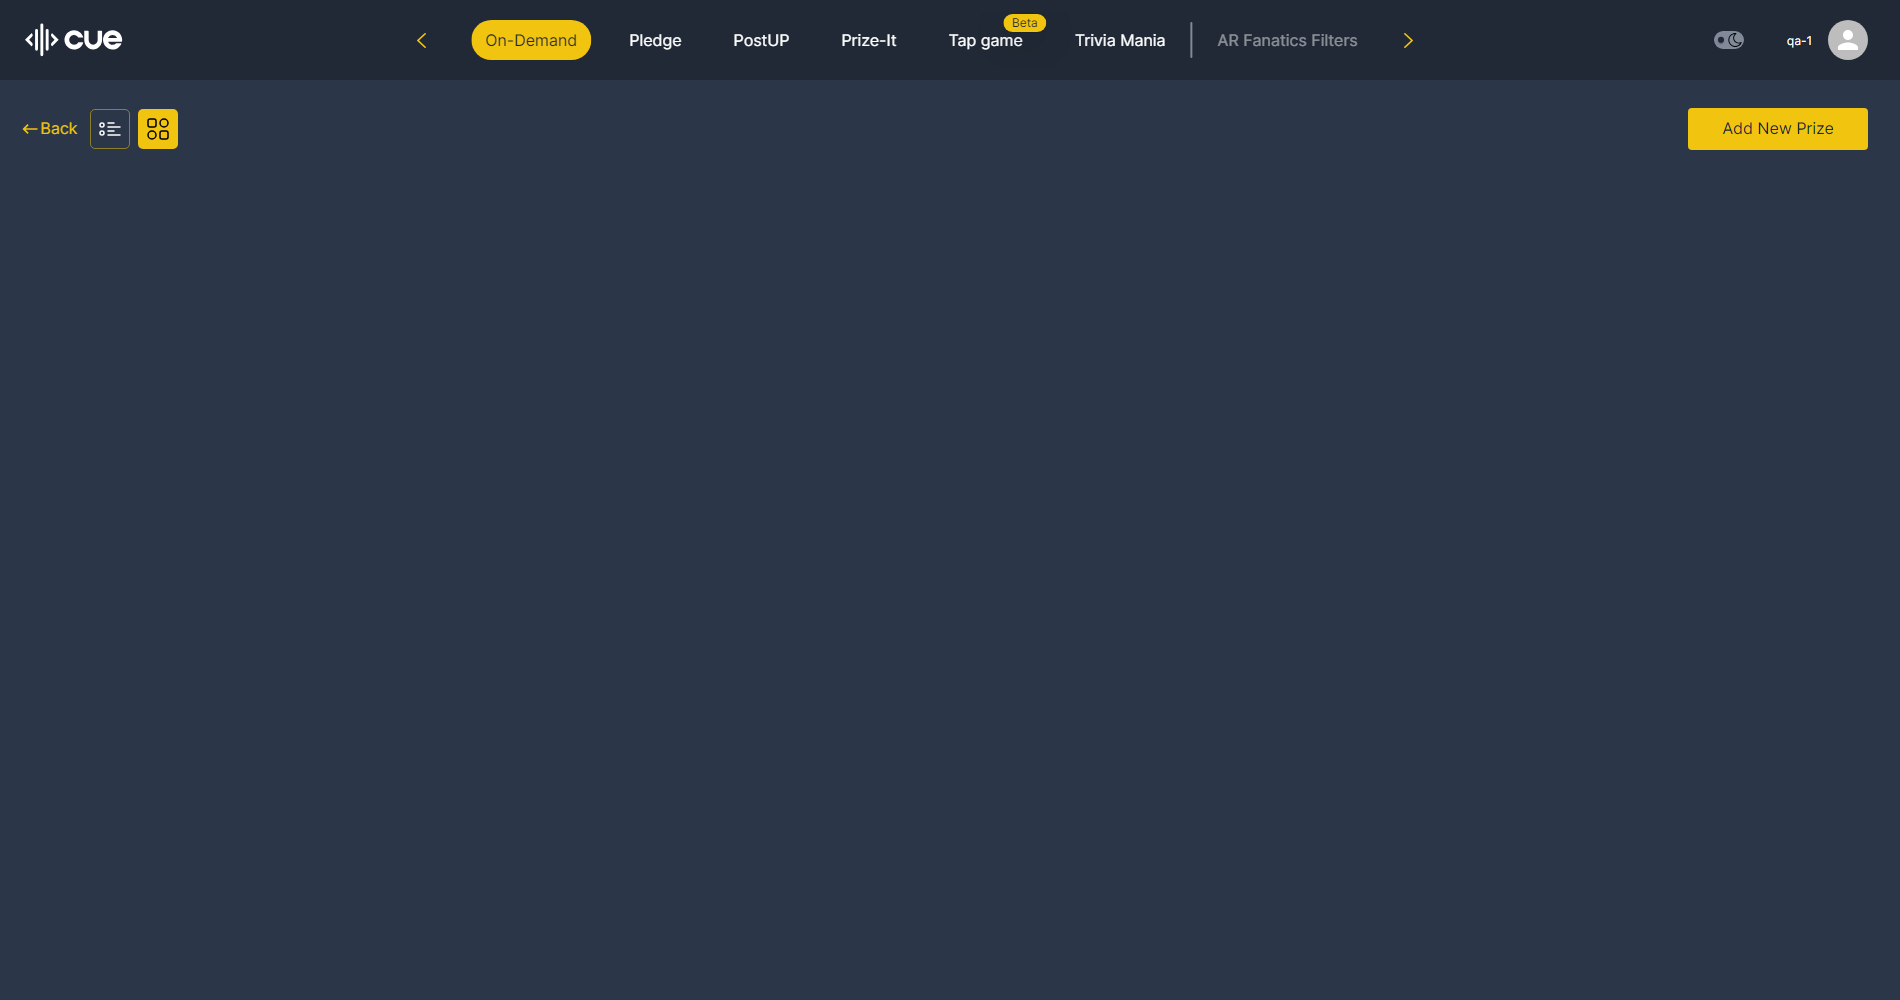 cue
On-Demand
Pledge
PostUP
Prize-It
Tap game
Beta
Trivia Mania
AR Fanatics Filters
qa-1
Back
Add New Prize